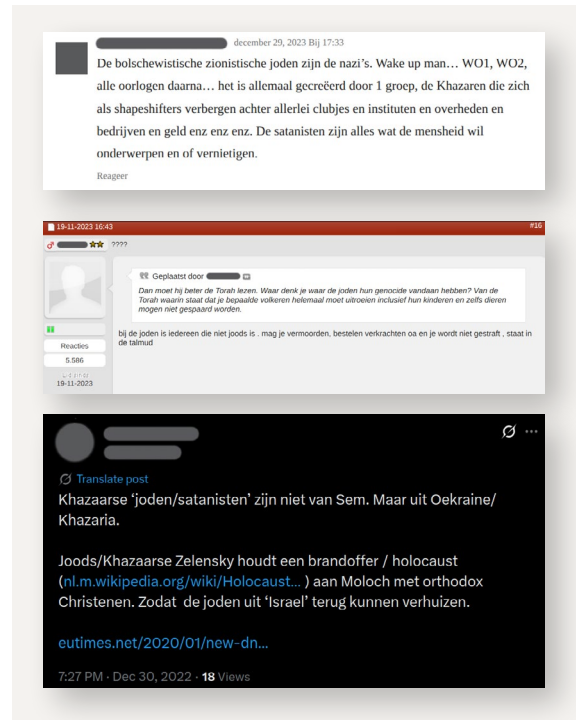 december 29, 2023 Bij 17:33
De bolschewistische zionistische joden zijn de nazi's. Wake up man… WO1, WO2,
alle oorlogen daarna… het is allemaal gecreëerd door 1 groep, de Khazaren die zich
als shapeshifters verbergen achter allerlei clubjes en instituten en overheden en
bedrijven en geld enz enz enz. De satanisten zijn alles wat de mensheid wil
onderwerpen en of vernietigen.
Reageer
19-11-2023 16:43 #16
????
Geplaatst door
Dan moet hij beter de Torah lezen. Waar denk je waar de joden hun genocide vandaan hebben? Van de
Torah waarin staat dat je bepaalde volkeren helemaal moet uitroeien inclusief hun kinderen en zelfs dieren
mogen niet gespaard worden.
bij de joden is iedereen die niet joods is . mag je vermoorden, bestelen verkrachten oa en je wordt niet gestraft , staat in
de talmud
Reacties
5.586
19-11-2023
Translate post
Khazaarse 'joden/satanisten' zijn niet van Sem. Maar uit Oekraine/
Khazaria.
Joods/Khazaarse Zelensky houdt een brandoffer / holocaust
(nl.m.wikipedia.org/wiki/Holocaust... ) aan Moloch met orthodox
Christenen. Zodat de joden uit 'Israel' terug kunnen verhuizen.
eutimes.net/2020/01/new-dn...
7:27 PM · Dec 30, 2022 · 18 Views